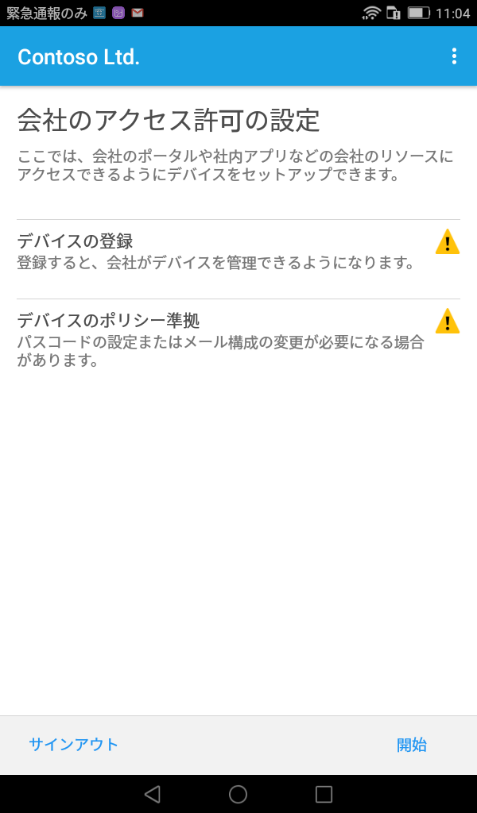 緊急通報のみ 11:04
Contoso Ltd.
会社のアクセス許可の設定
ここでは、会社のポータルや社内アプリなどの会社のリソースに
アクセスできるようにデバイスをセットアップできます。
デバイスの登録
登録すると、会社がデバイスを管理できるようになります。
デバイスのポリシー準拠
パスコードの設定またはメール構成の変更が必要になる場合
があります。
サインアウト 開始